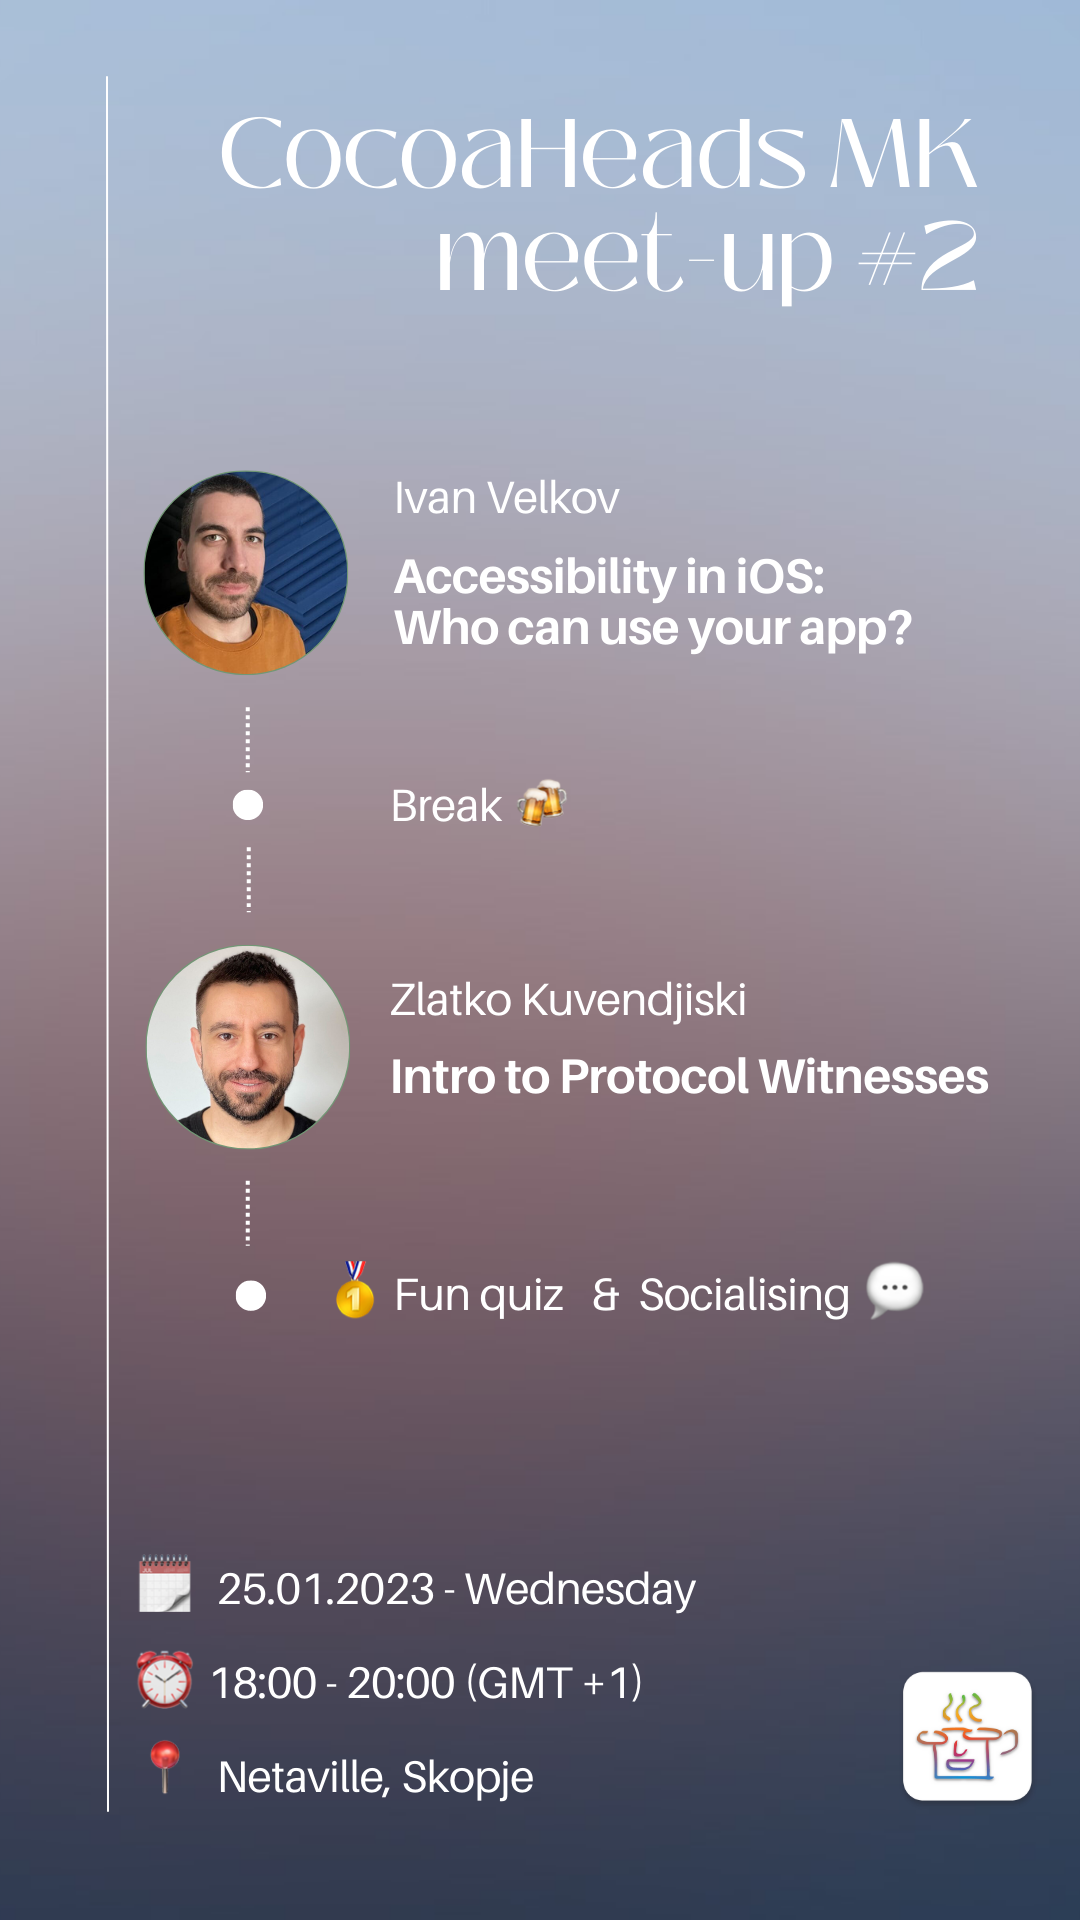 CocoaHeads MK
meet-up #2
Ivan Velkov
Accessibility in iOS:
Who can use your app?
Break 🍻
Zlatko Kuvendjiski
Intro to Protocol Witnesses
🥇 Fun quiz & Socialising 💬
25.01.2023 - Wednesday
18:00 - 20:00 (GMT +1)
Netaville, Skopje